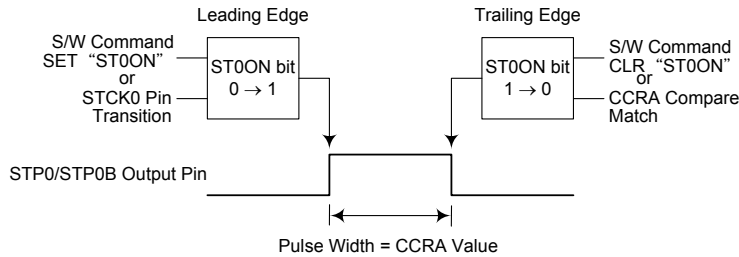 Leading Edge
S/W Command
SET “ST0ON”
or
STCK0 Pin
Transition
ST0ON bit
0 → 1
Trailing Edge
ST0ON bit
1 → 0
S/W Command
CLR “ST0ON”
or
CCRA Compare
Match
STP0/STP0B Output Pin
Pulse Width = CCRA Value